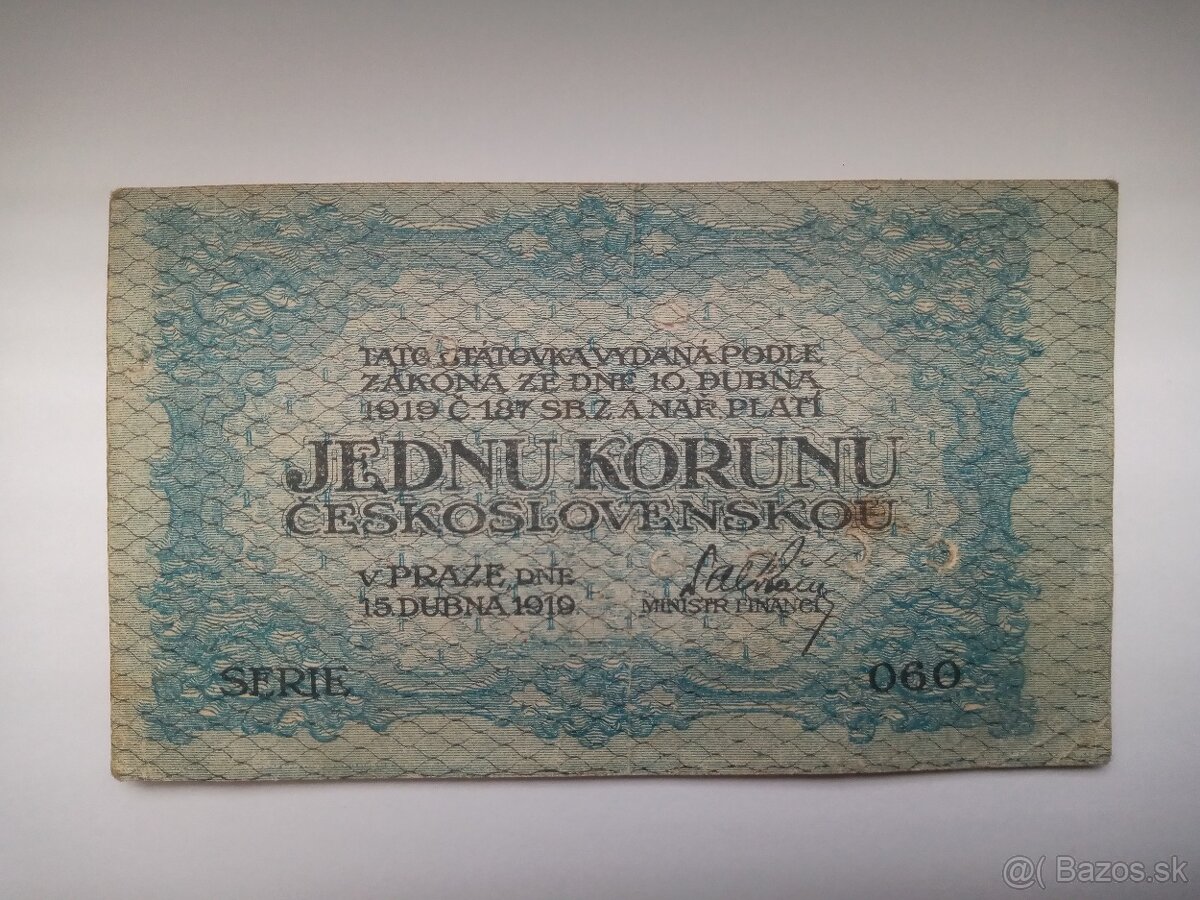 TATO STÁTOVKA VYDANÁ PODLE
ZÁKONA ZE DNE 10. DUBNA
1919 Č 187 SB. Z A NAŘ. PLATÍ
JEDNU KORUNU
ČESKOSLOVENSKOU
V PRAZE DNE
15. DUBNA 1919.
MINISTR FINANCÍ
SERIE 060
@( Bazos.sk